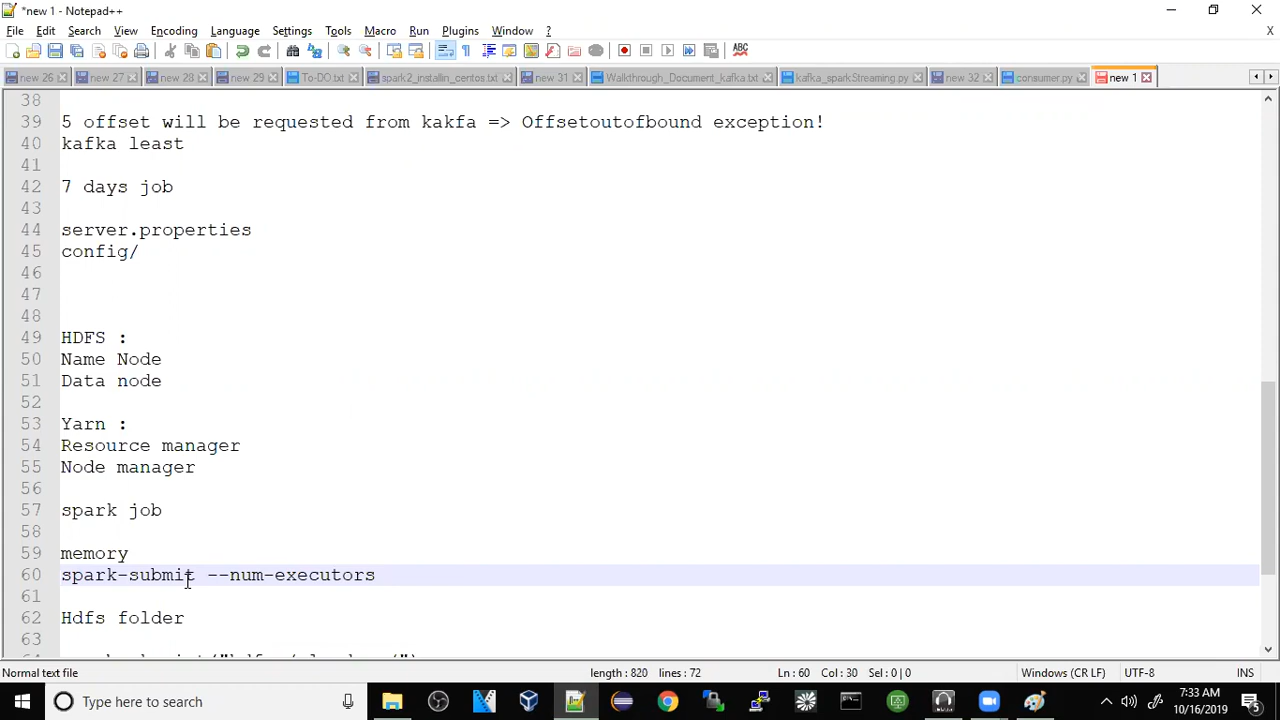 *new 1 - Notepad++
File Edit Search View Encoding Language Settings Tools Macro Run Plugins Window ?
new 26 new 27 new 28 new 29 To-DO.txt spark2_installin_centos.txt new 31 Walkthrough_Document_kafka.txt kafka_sparkStreaming.py new 32 consumer.py new 1
38
39 5 offset will be requested from kakfa => Offsetoutofbound exception!
40 kafka least
41
42 7 days job
43
44 server.properties
45 config/
46
47
48
49 HDFS :
50 Name Node
51 Data node
52
53 Yarn :
54 Resource manager
55 Node manager
56
57 spark job
58
59 memory
60 spark-submit --num-executors
61
62 Hdfs folder
63
Normal text file length : 820 lines : 72 Ln : 60 Col : 30 Sel : 0 | 0 Windows (CR LF) UTF-8 INS
Type here to search
7:33 AM
10/16/2019
5